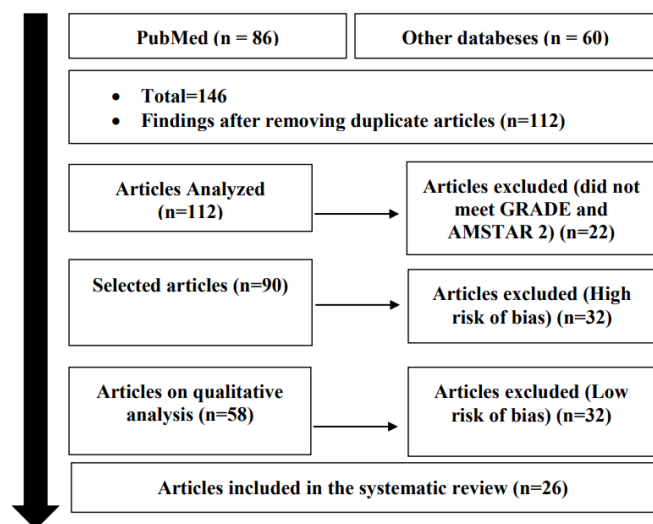 PubMed (n = 86)
Other databeses (n = 60)
• Total=146
• Findings after removing duplicate articles (n=112)
Articles Analyzed
(n=112)
Articles excluded (did not
meet GRADE and
AMSTAR 2) (n=22)
Selected articles (n=90)
Articles excluded (High
risk of bias) (n=32)
Articles on qualitative
analysis (n=58)
Articles excluded (Low
risk of bias) (n=32)
Articles included in the systematic review (n=26)